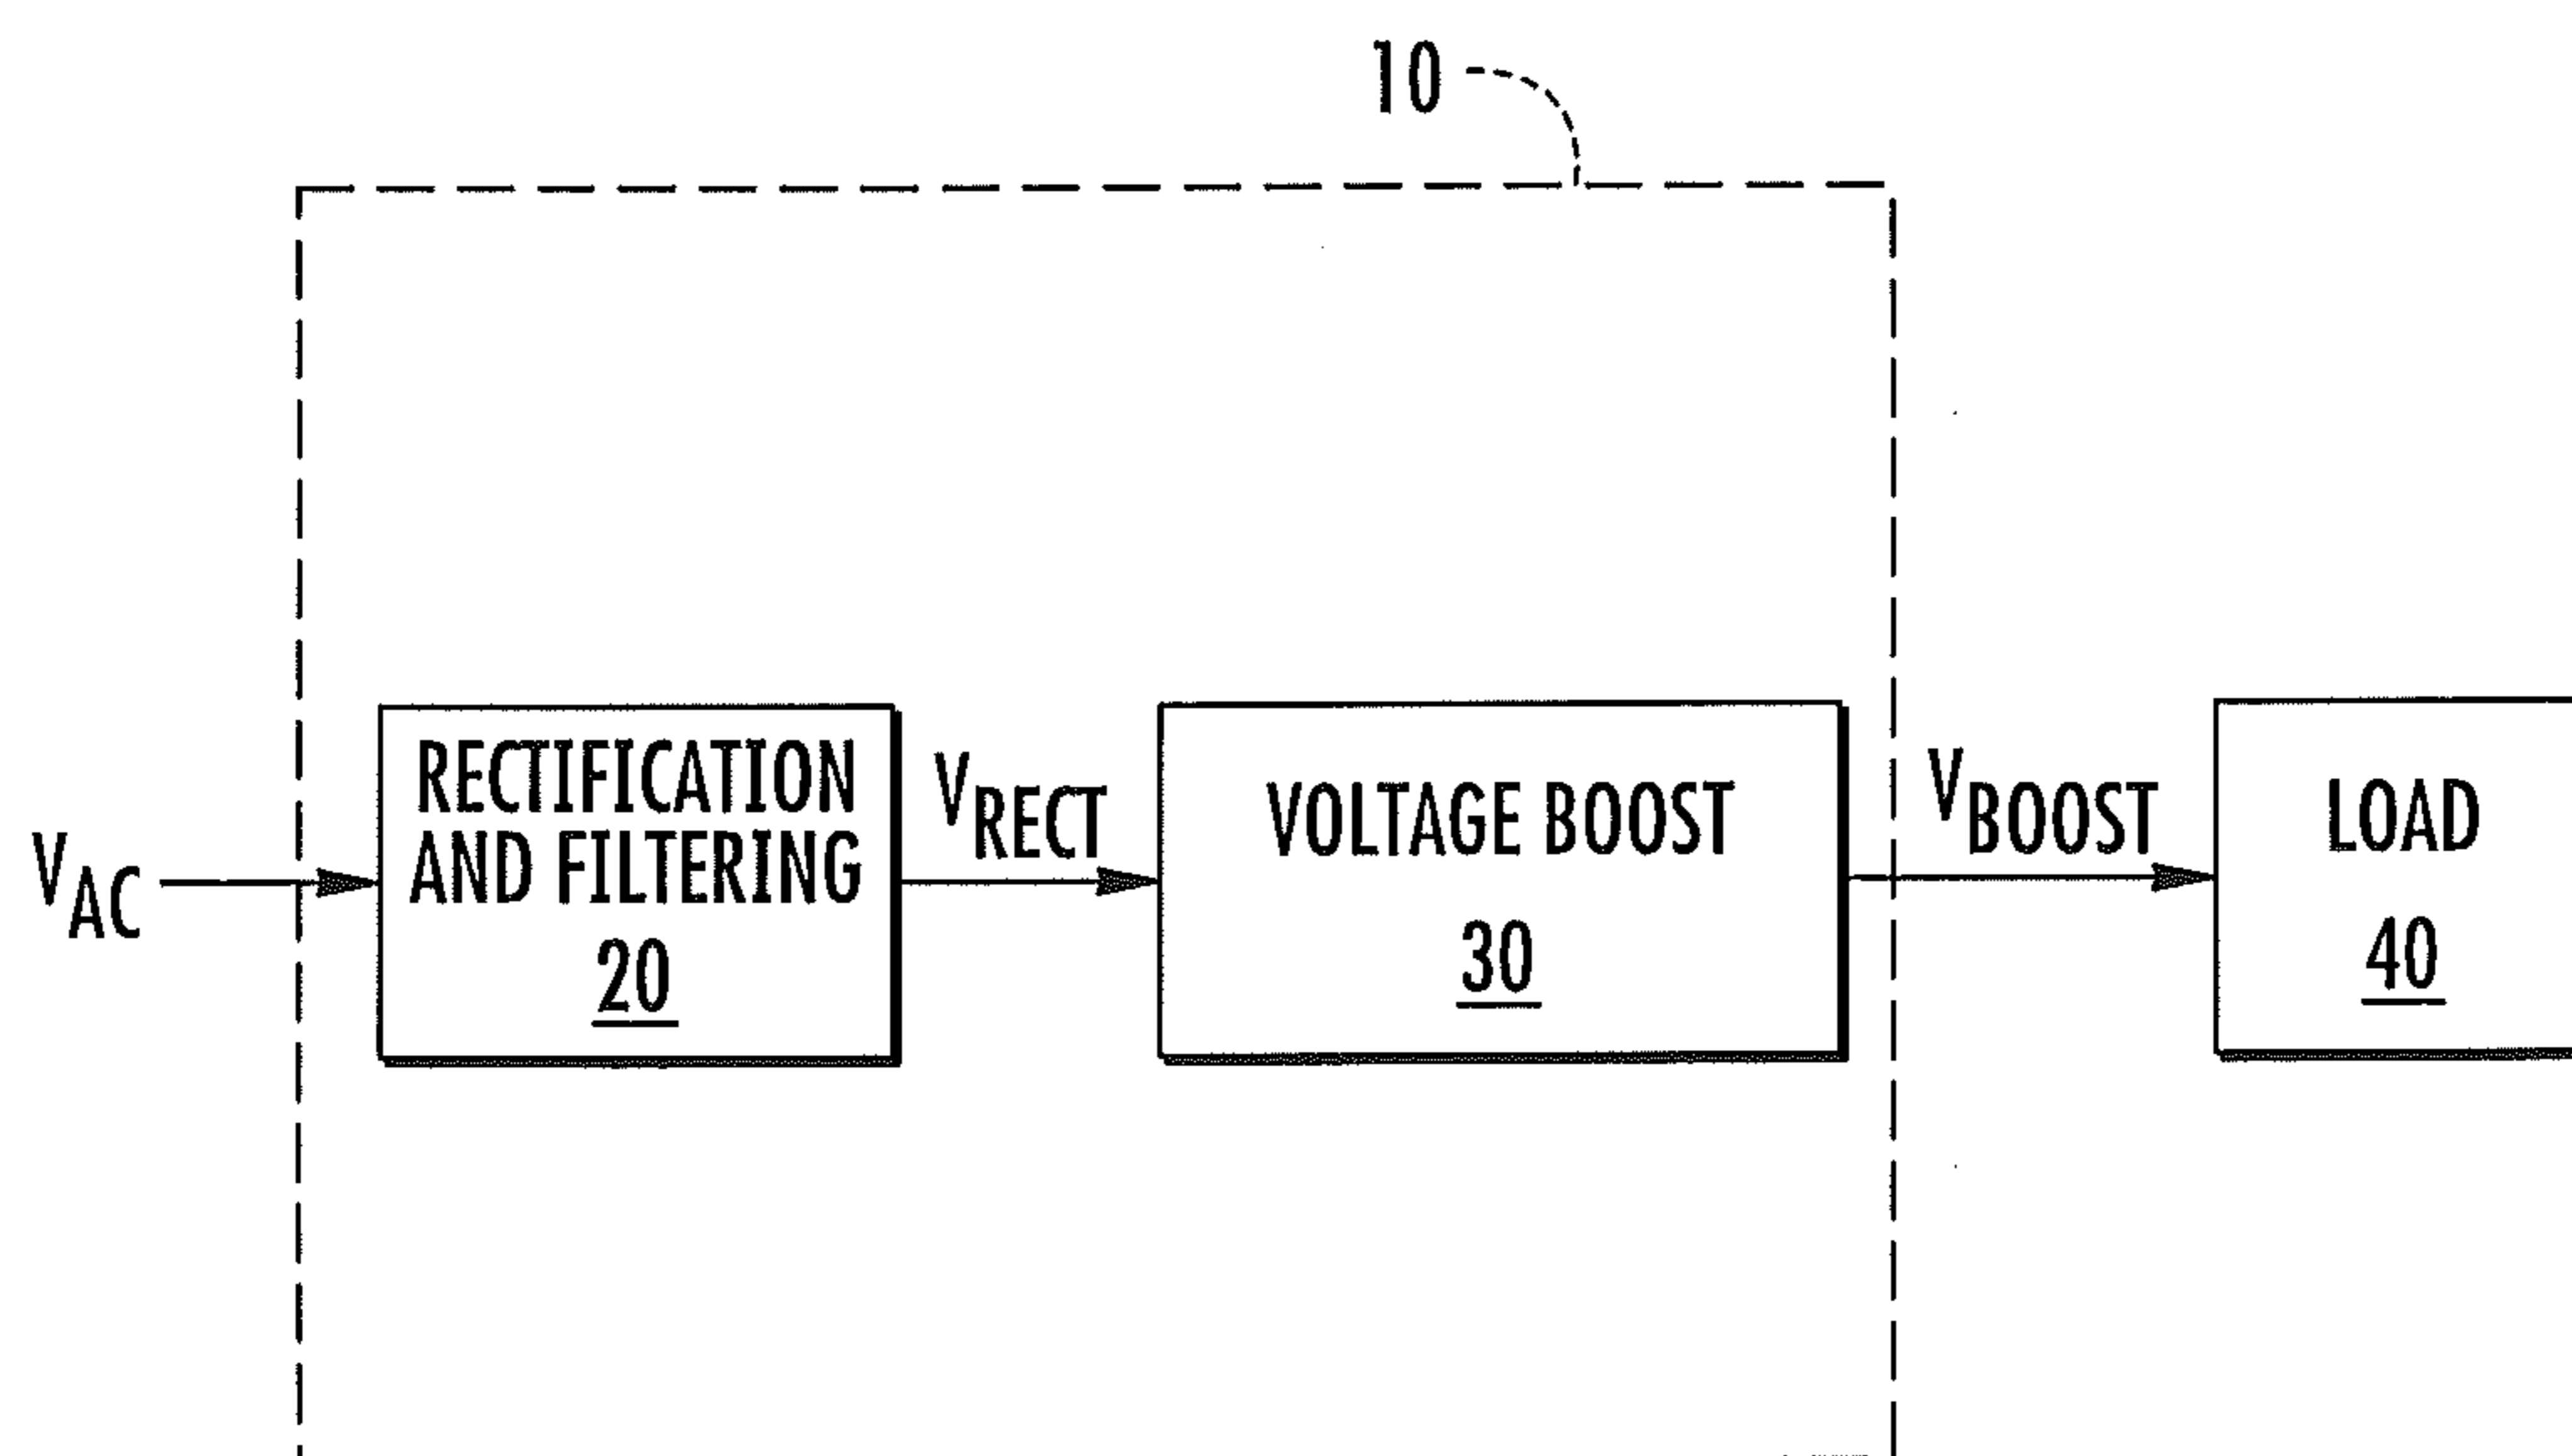 10
RECTIFICATION
AND FILTERING
20
VOLTAGE BOOST
30
LOAD
40
VAC
VRECT
VBOOST